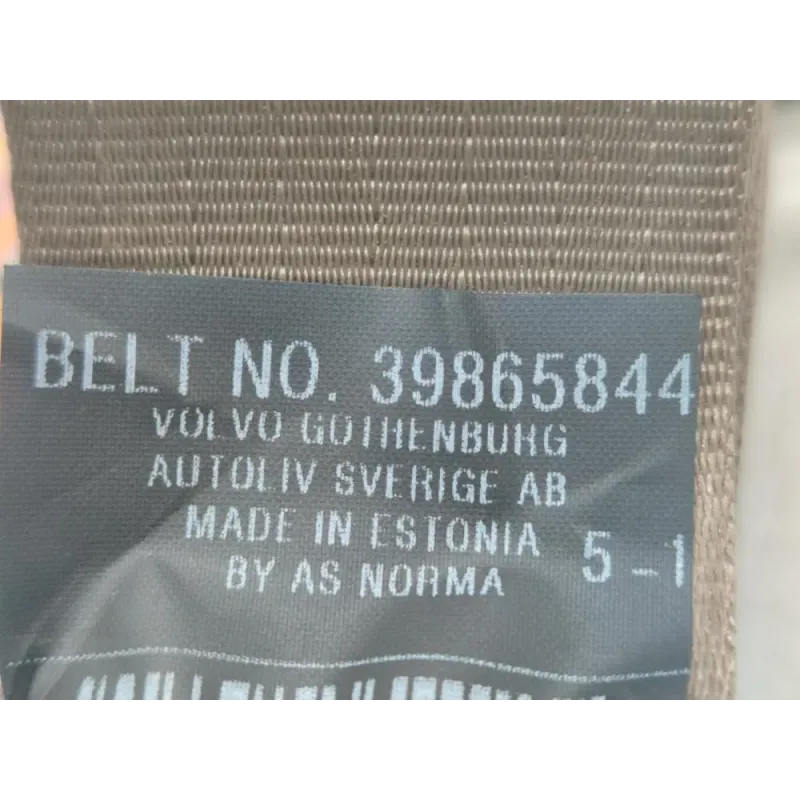 BELT NO. 39865844
VOLVO GOTHENBURG
AUTOLIV SVERIGE AB
MADE IN ESTONIA 5-1
BY AS NORMA